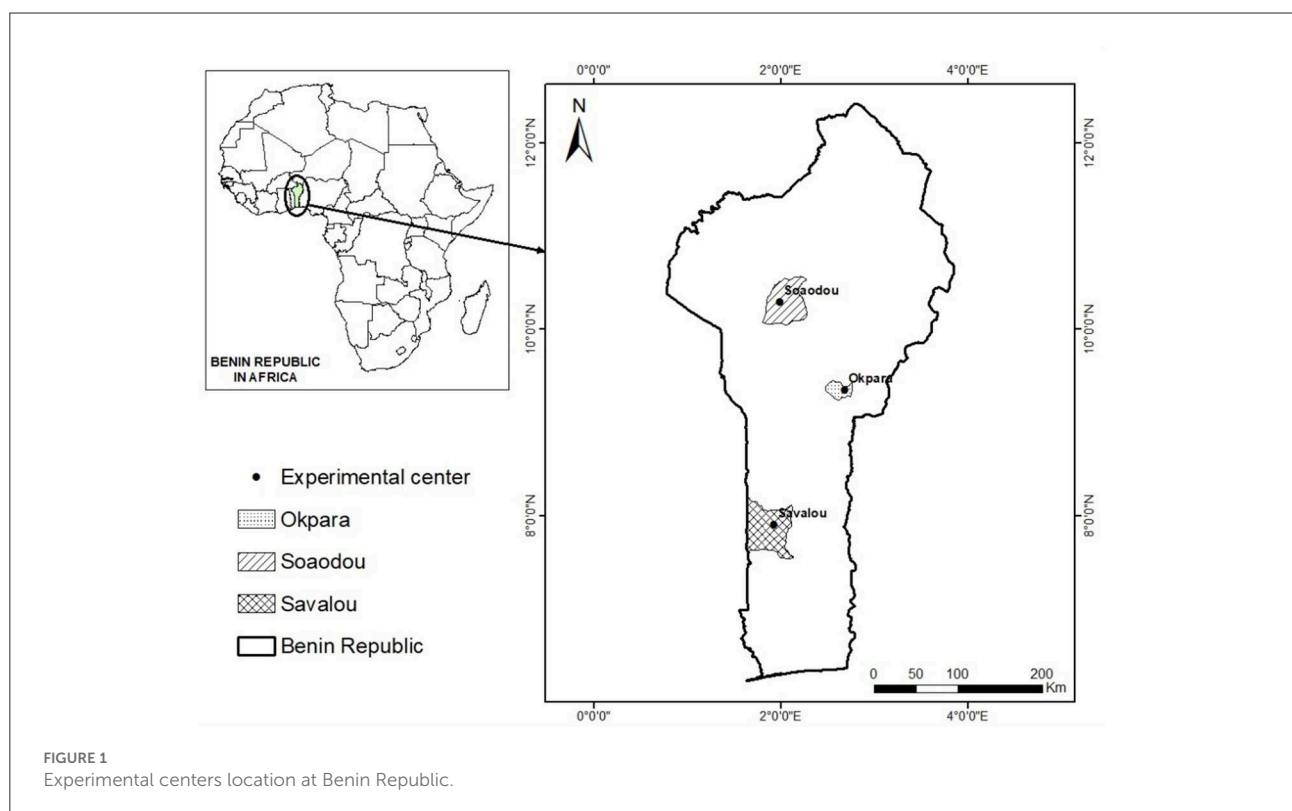 0°0'0"
2°0'0"E
4°0'0"E
N
12°0'0"N
12°0'0"N
10°0'0"N
10°0'0"N
8°0'0"N
8°0'0"N
BENIN REPUBLIC
IN AFRICA
Soaodou
Okpara
Savalou
Experimental center
Okpara
Soaodou
Savalou
Benin Republic
0 50 100 200
Km
0°0'0"
2°0'0"E
4°0'0"E
FIGURE 1
Experimental centers location at Benin Republic.